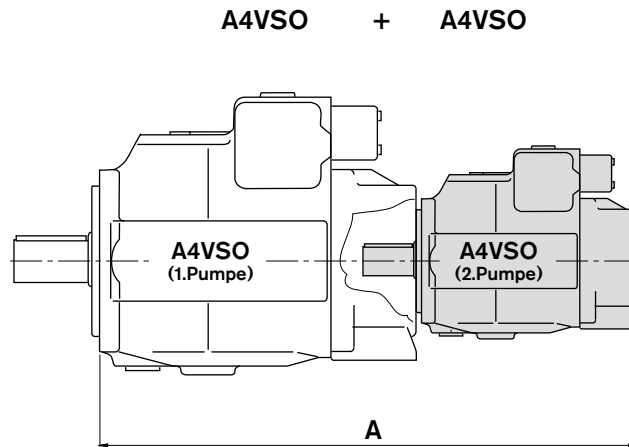 A4VSO + A4VSO
A4VSO
(1.Pumpe)
A4VSO
(2.Pumpe)
A